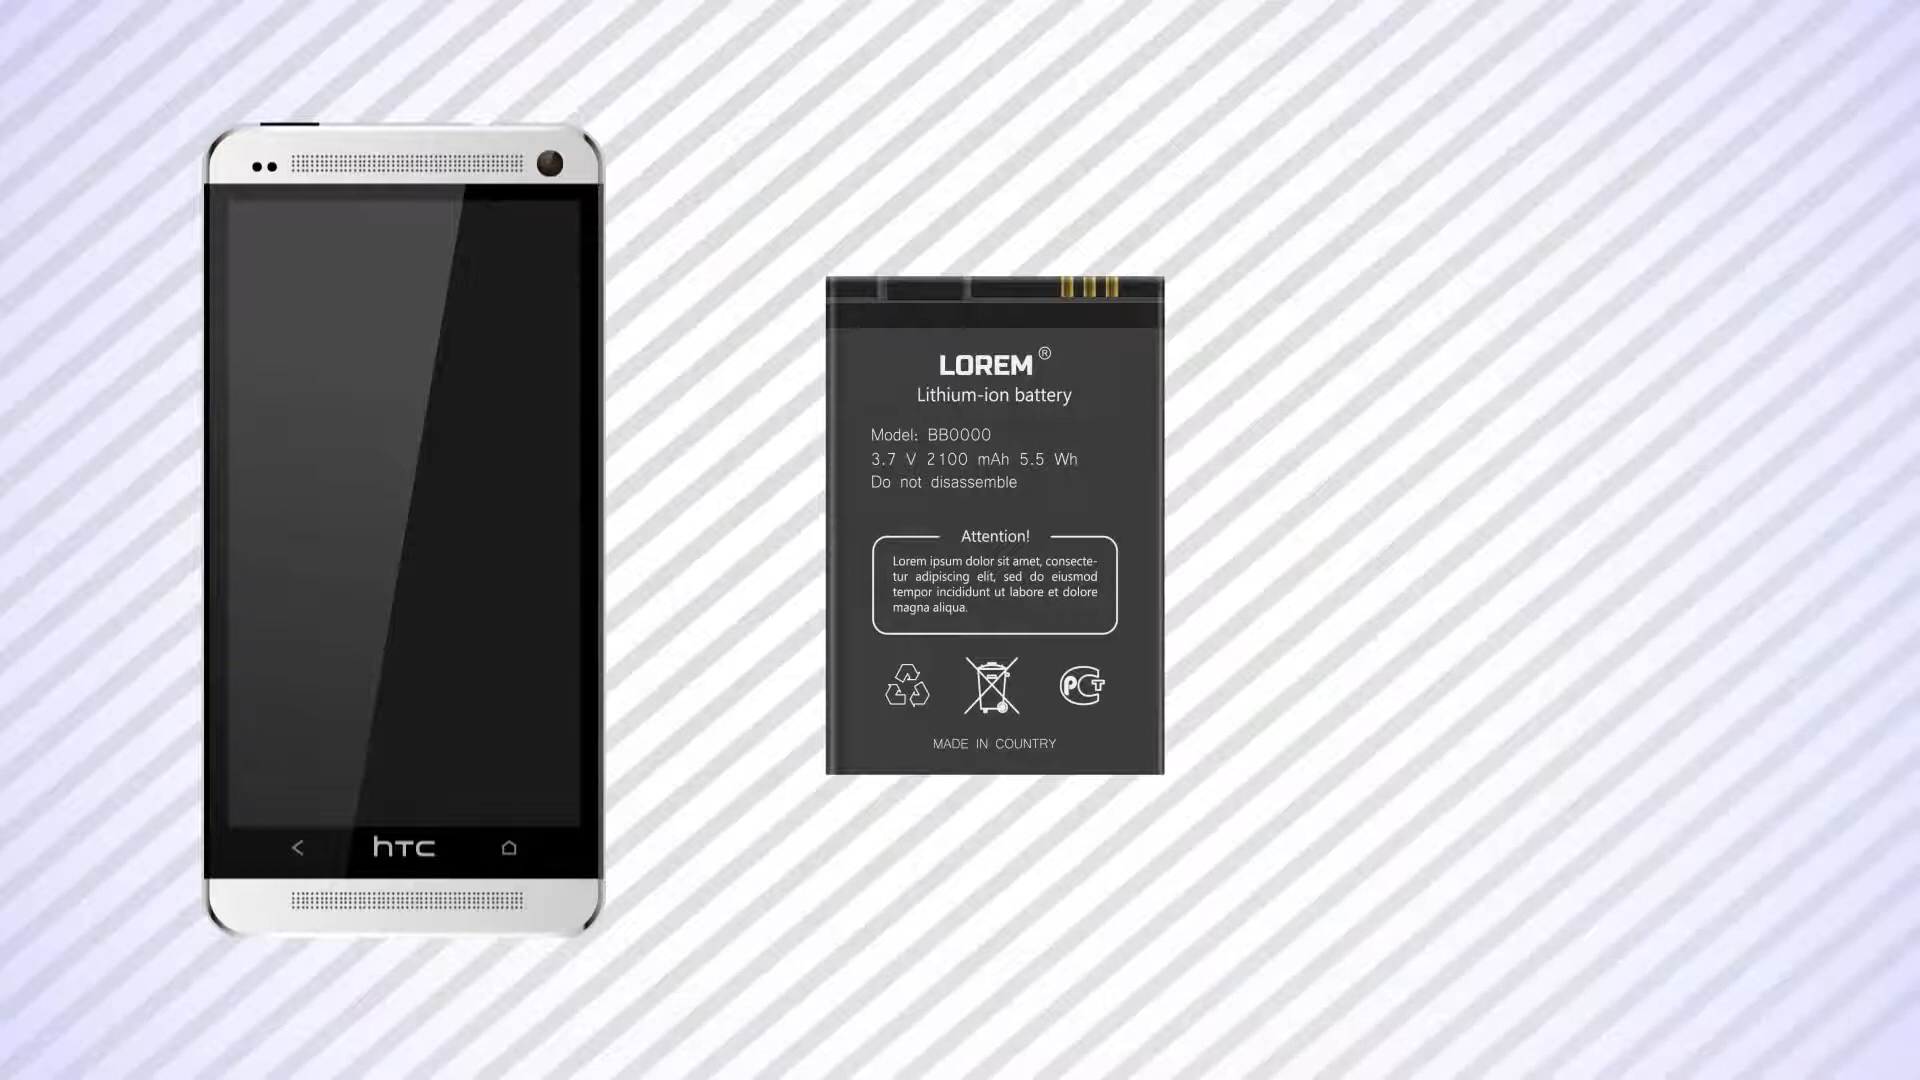 hTC
LOREM ®
Lithium-ion battery
Model: BB0000
3.7 V 2100 mAh 5.5 Wh
Do not disassemble
Attention!
Lorem ipsum dolor sit amet, consecte-
tur adipiscing elit, sed do eiusmod
tempor incididunt ut labore et dolore
magna aliqua.
PCT
MADE IN COUNTRY